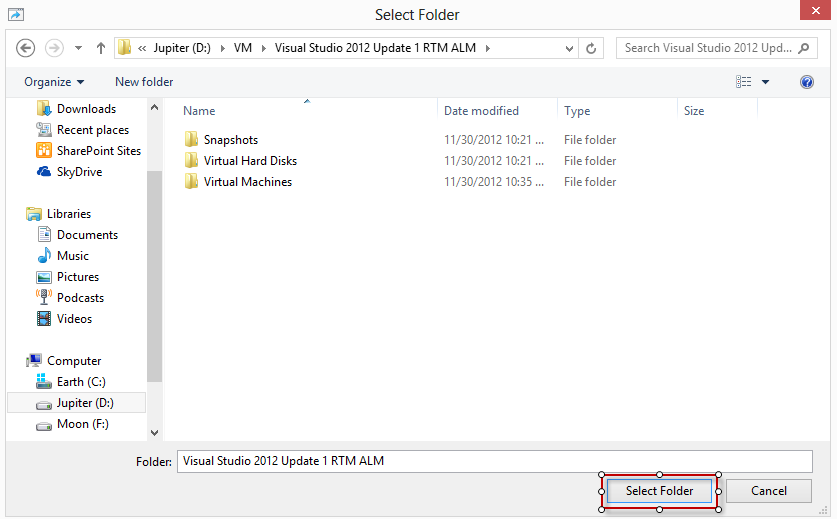 Select Folder
« Jupiter (D:) VM Visual Studio 2012 Update 1 RTM ALM
Search Visual Studio 2012 Upd...
Organize New folder
Downloads
Recent places
SharePoint Sites
SkyDrive
Libraries
Documents
Music
Pictures
Podcasts
Videos
Computer
Earth (C:)
Jupiter (D:)
Moon (F:)
Name Date modified Type Size
Snapshots 11/30/2012 10:21 ... File folder
Virtual Hard Disks 11/30/2012 10:21 ... File folder
Virtual Machines 11/30/2012 10:35 ... File folder
Folder: Visual Studio 2012 Update 1 RTM ALM
Select Folder Cancel